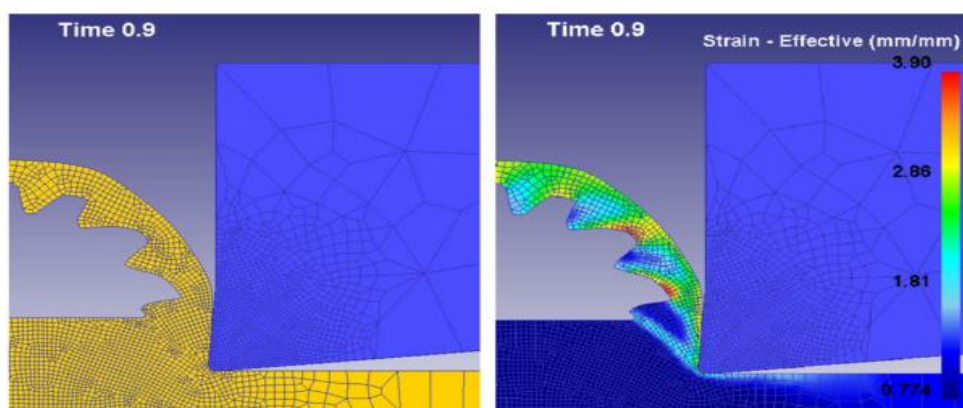 Time 0.9
Time 0.9
Strain - Effective (mm/mm)
3.90
2.86
1.81
0.774